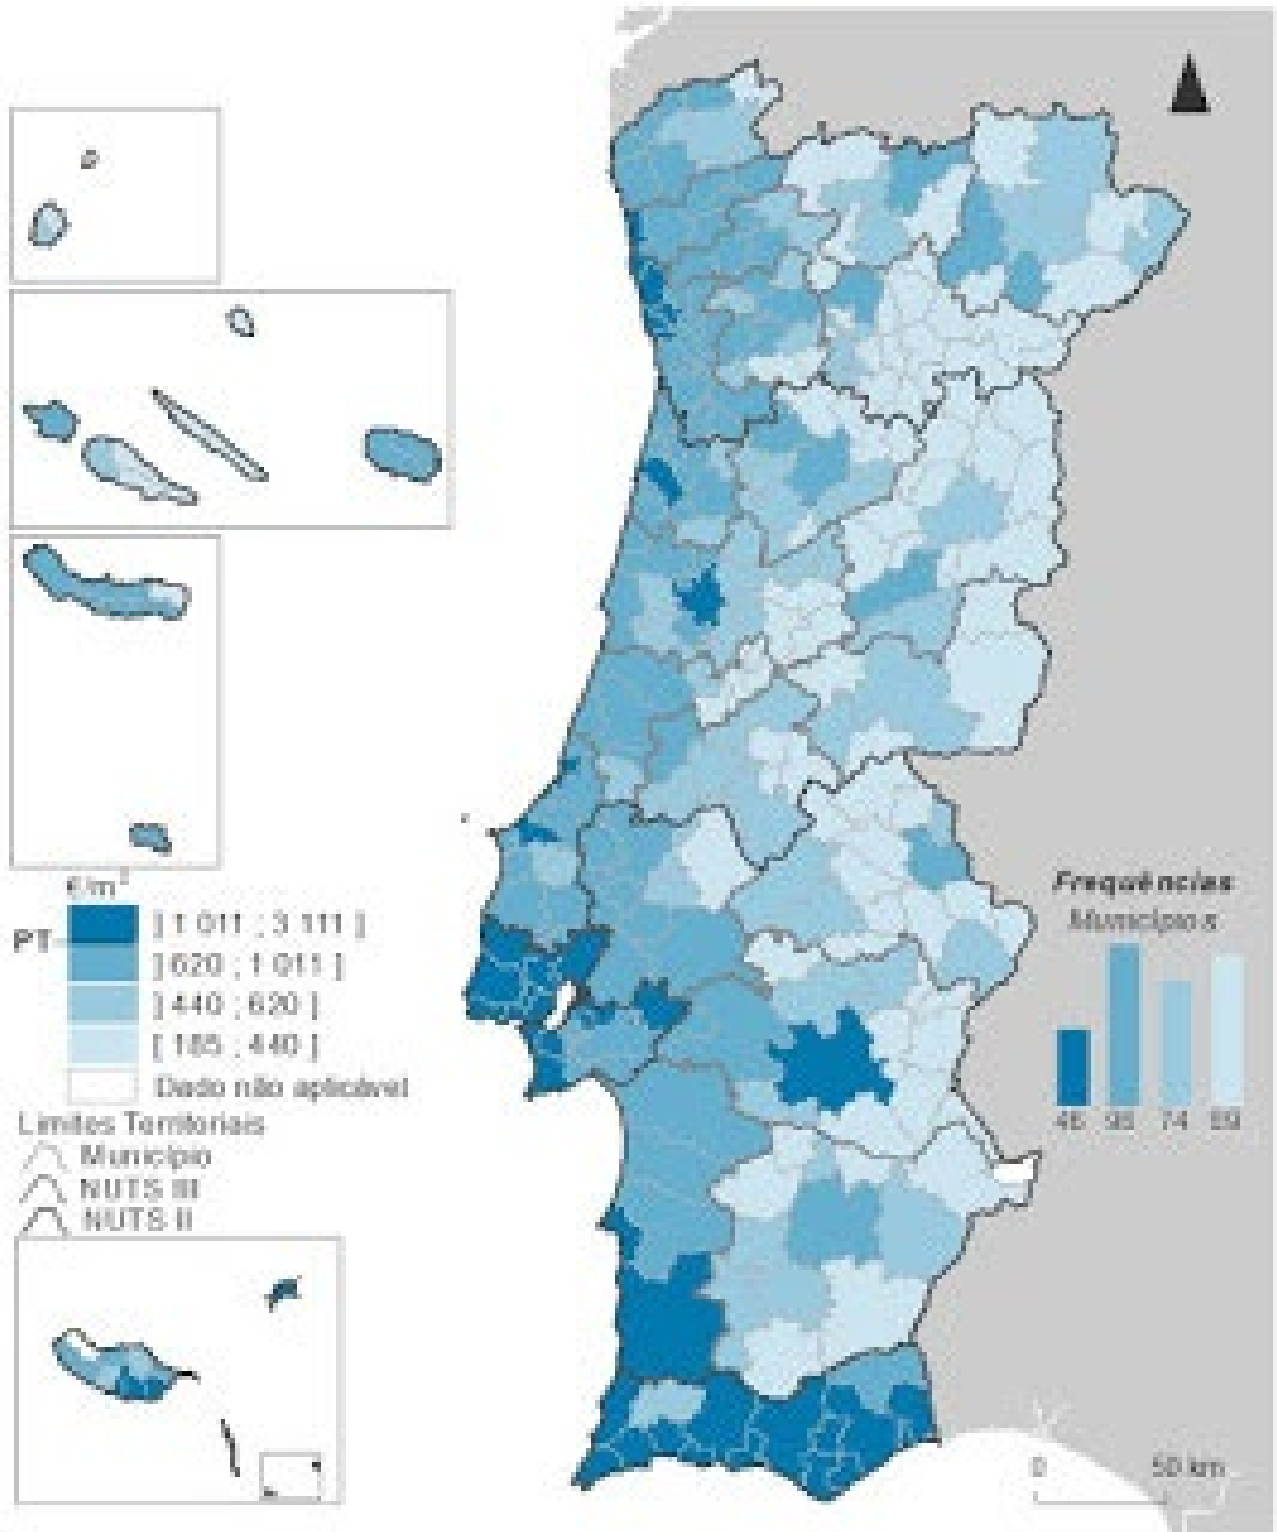 €/m²
PT
] 1 011 ; 3 111 ]
] 620 ; 1 011 ]
] 440 ; 620 ]
[ 185 ; 440 ]
Dado não aplicável
Limites Territoriais
Município
NUTS III
NUTS II
Frequências
Municípios
74
0 50 km